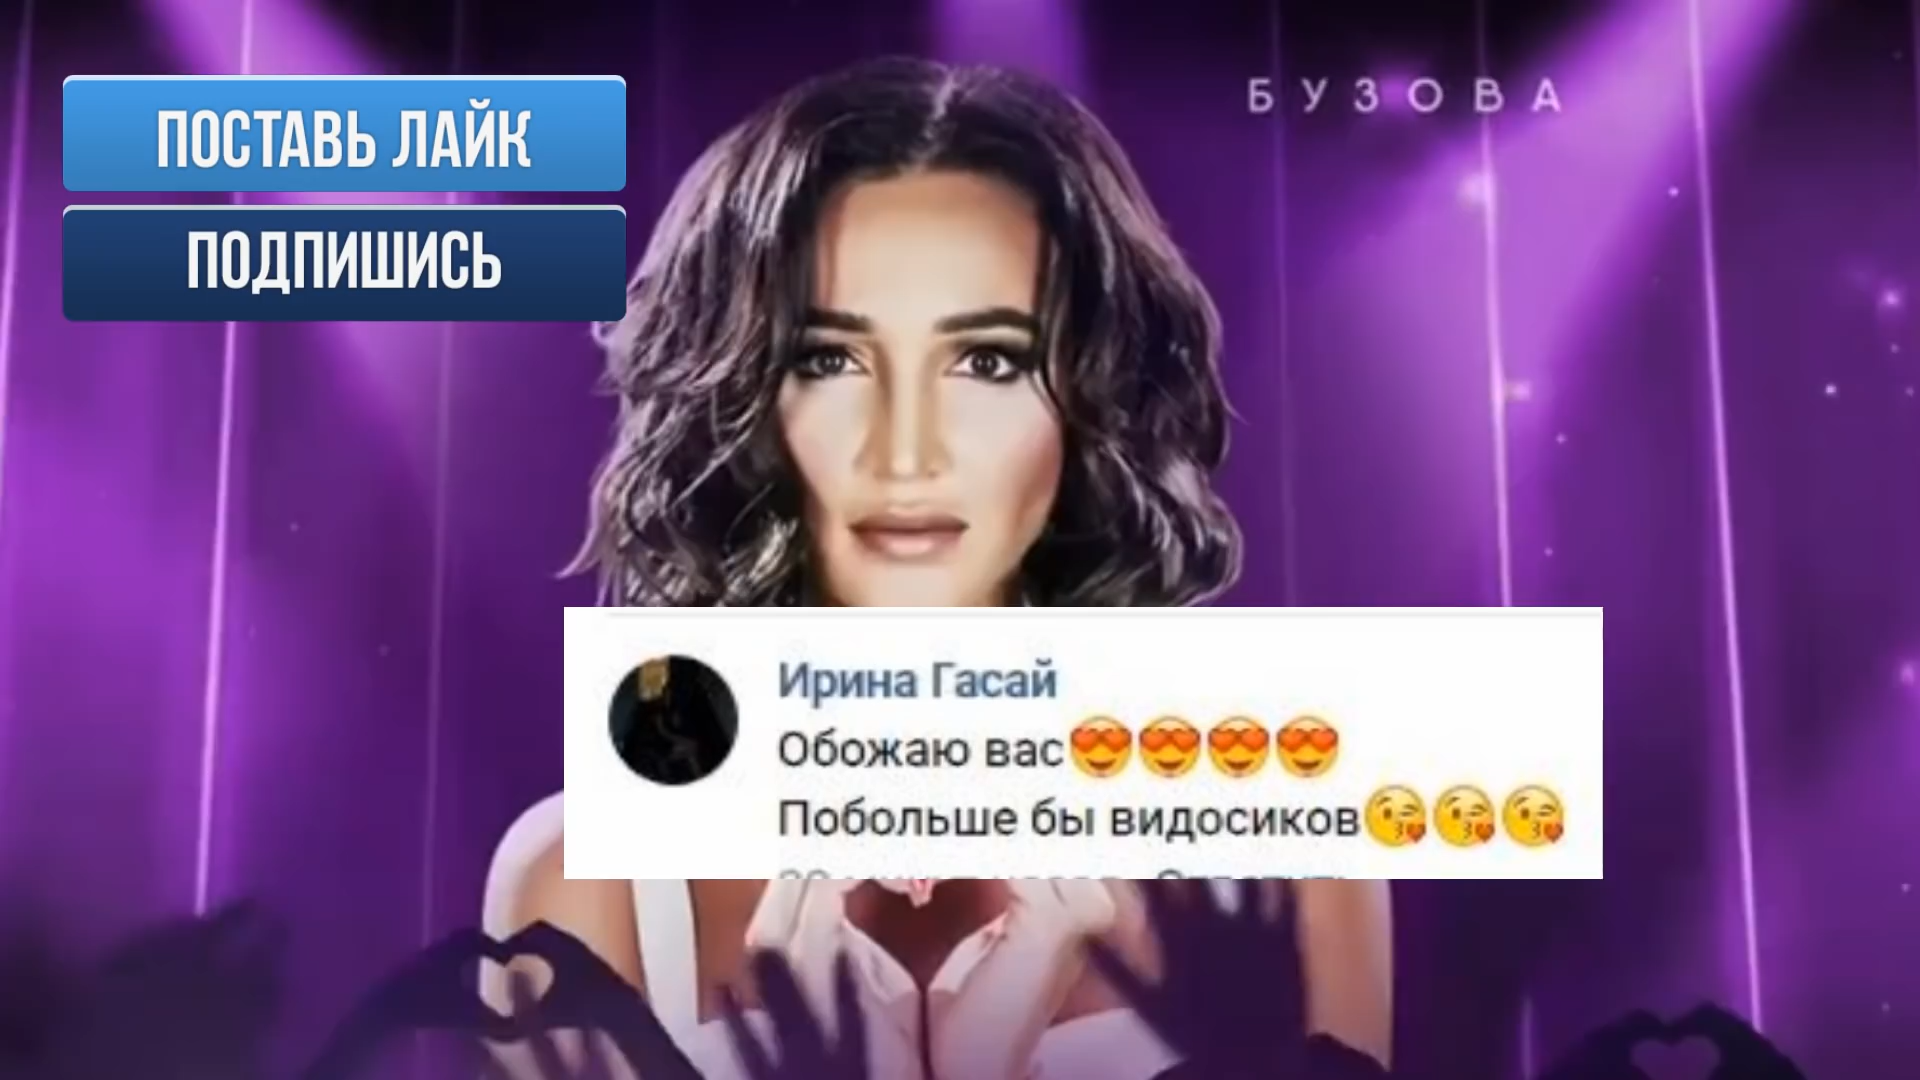 БУЗОВА
ПОСТАВЬ ЛАЙК
ПОДПИШИСЬ
Ирина Гасай
Обожаю вас😍😍😍😍
Побольше бы видосиков😘😘😘